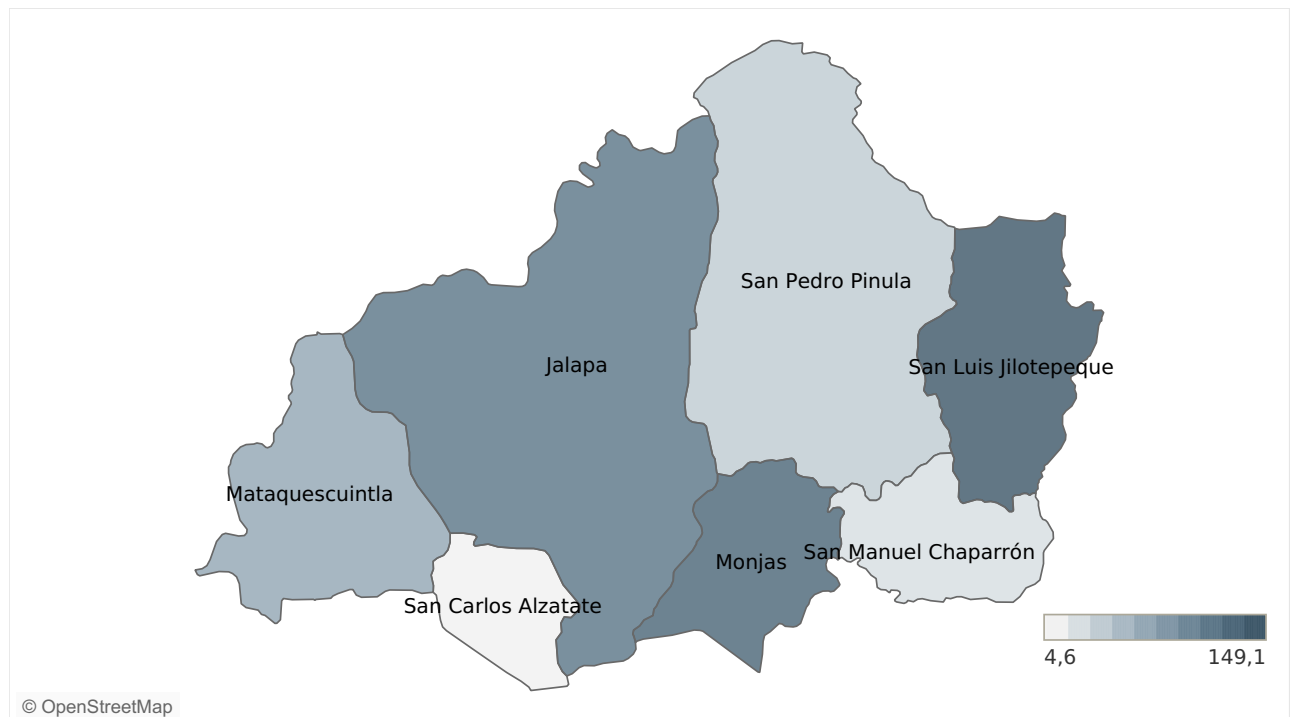 San Pedro Pinula
Jalapa
San Luis Jilotepeque
Mataquescuintla
San Manuel Chaparrón
Monjas
San Carlos Alzatate
4,6
149,1
© OpenStreetMap